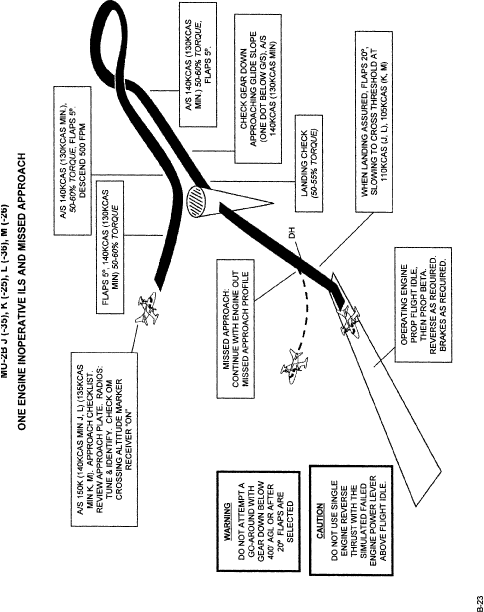 MU-2B J (-35), K (-25), L (-36), M (-26)
ONE ENGINE INOPERATIVE ILS AND MISSED APPROACH
A/S 150K (140KCAS MIN J, L) (135KCAS
MIN K, M). APPROACH CHECKLIST.
REVIEW APPROACH PLATE. RADIOS:
TUNE & IDENTIFY. CHECK OM
CROSSING ALTITUDE MARKER
RECEIVER "ON"
FLAPS 5°, 140KCAS (130KCAS
MIN) 50-60% TORQUE
A/S 140KCAS (130KCAS MIN.),
50-60% TORQUE, FLAPS 5°.
DESCEND 500 FPM
A/S 140KCAS (130KCAS
MIN.) 50-60% TORQUE,
FLAPS 5°.
CHECK GEAR DOWN
APPROACHING GLIDE SLOPE
(ONE DOT BELOW G/S), A/S
140KCAS (130KCAS MIN)
LANDING CHECK
(50-55% TORQUE)
WHEN LANDING ASSURED, FLAPS 20°,
SLOWING TO CROSS THRESHOLD AT
110KCAS (J, L), 105KCAS (K, M)
MISSED APPROACH:
CONTINUE WITH ENGINE OUT
MISSED APPROACH PROFILE
DH
OPERATING ENGINE
PROP FLIGHT IDLE,
THEN PROP BETA.
REVERSE AS REQUIRED.
BRAKES AS REQUIRED.
WARNING
DO NOT ATTEMPT A
GO-AROUND WITH
GEAR DOWN BELOW
400' AGL OR AFTER
20° FLAPS ARE
SELECTED
CAUTION
DO NOT USE SINGLE
ENGINE REVERSE
THRUST WITH THE
SIMULATED FAILED
ENGINE POWER LEVER
ABOVE FLIGHT IDLE.
B-23